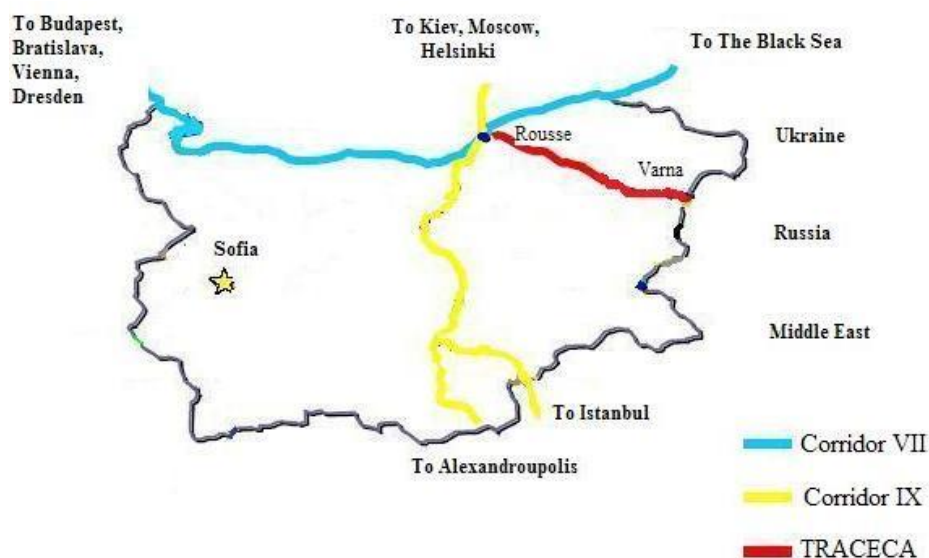 To Budapest,
Bratislava,
Vienna,
Dresden
To Kiev, Moscow,
Helsinki
To The Black Sea
Rousse
Ukraine
Varna
Russia
Sofia
Middle East
To Istanbul
To Alexandroupolis
Corridor VII
Corridor IX
TRACECA